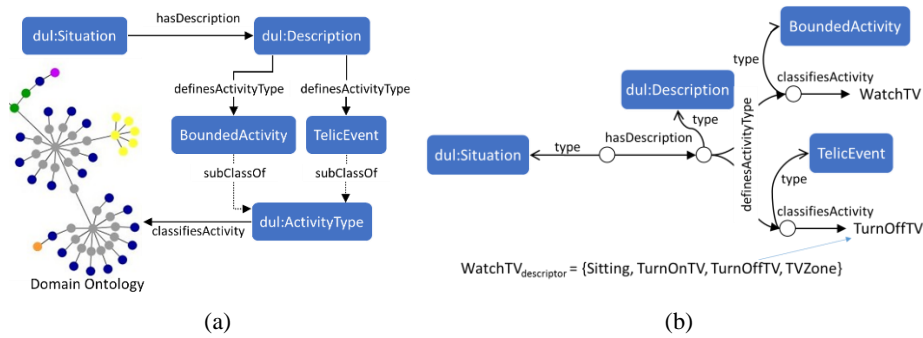 hasDescription
dul:Situation
dul:Description
definesActivityType
definesActivityType
BoundedActivity
TelicEvent
subClassOf
subClassOf
dul:ActivityType
classifiesActivity
Domain Ontology
(a)
BoundedActivity
type
classifiesActivity
WatchTV
dul:Description
type
hasDescription
definesActivityType
dul:Situation
type
TelicEvent
type
classifiesActivity
TurnOffTV
WatchTVdescriptor = {Sitting, TurnOnTV, TurnOffTV, TVZone}
(b)